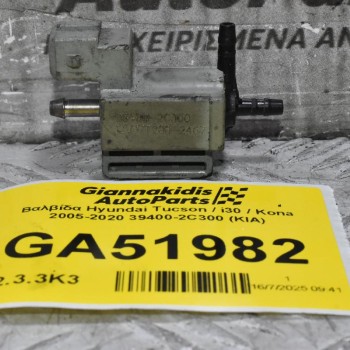 ΧΕΙΡΙΣΜΕΝΑ ΑΝ
Giannakidis
AutoParts
Βαλβίδα Hyundai Tucson / i30 / Kona
2005-2020 39400-2C300 (KIA)
GA51982
2.3.3K3
1
16/7/2025 09:41